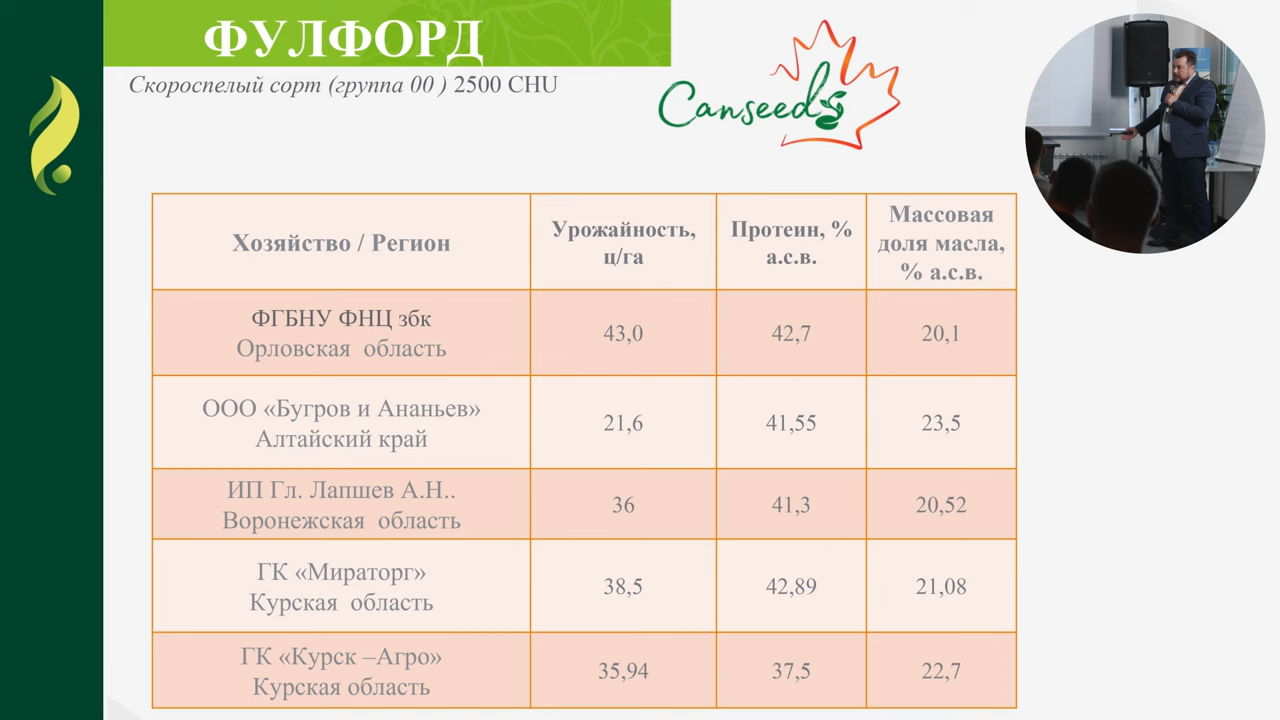 ФУЛФОРД
Скороспелый сорт (группа 00 ) 2500 CHU
Canseeds
Хозяйство / Регион
Урожайность,
ц/га
Протеин, %
а.с.в.
Массовая
доля масла,
% а.с.в.
ФГБНУ ФНЦ збк
Орловская область
43,0
42,7
20,1
ООО «Бугров и Ананьев»
Алтайский край
21,6
41,55
23,5
ИП Гл. Лапшев А.Н..
Воронежская область
36
41,3
20,52
ГК «Мираторг»
Курская область
38,5
42,89
21,08
ГК «Курск –Агро»
Курская область
35,94
37,5
22,7